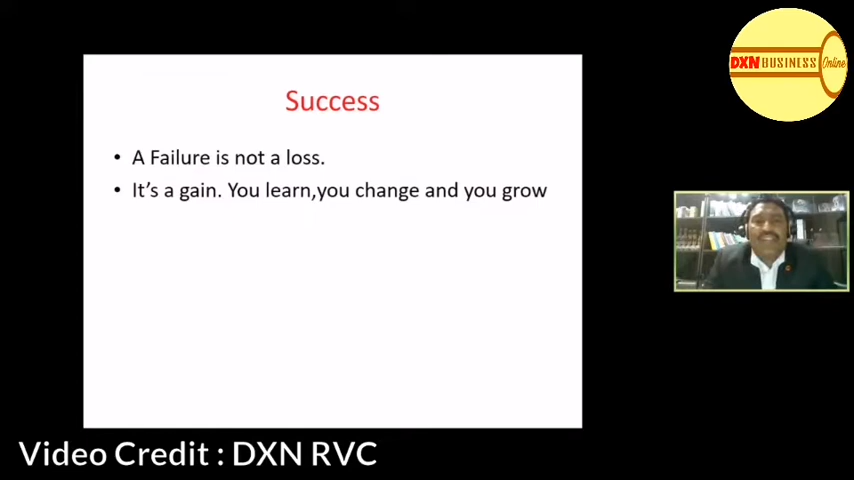 DXN BUSINESS Online
Success
• A Failure is not a loss.
• It's a gain. You learn,you change and you grow
Video Credit : DXN RVC